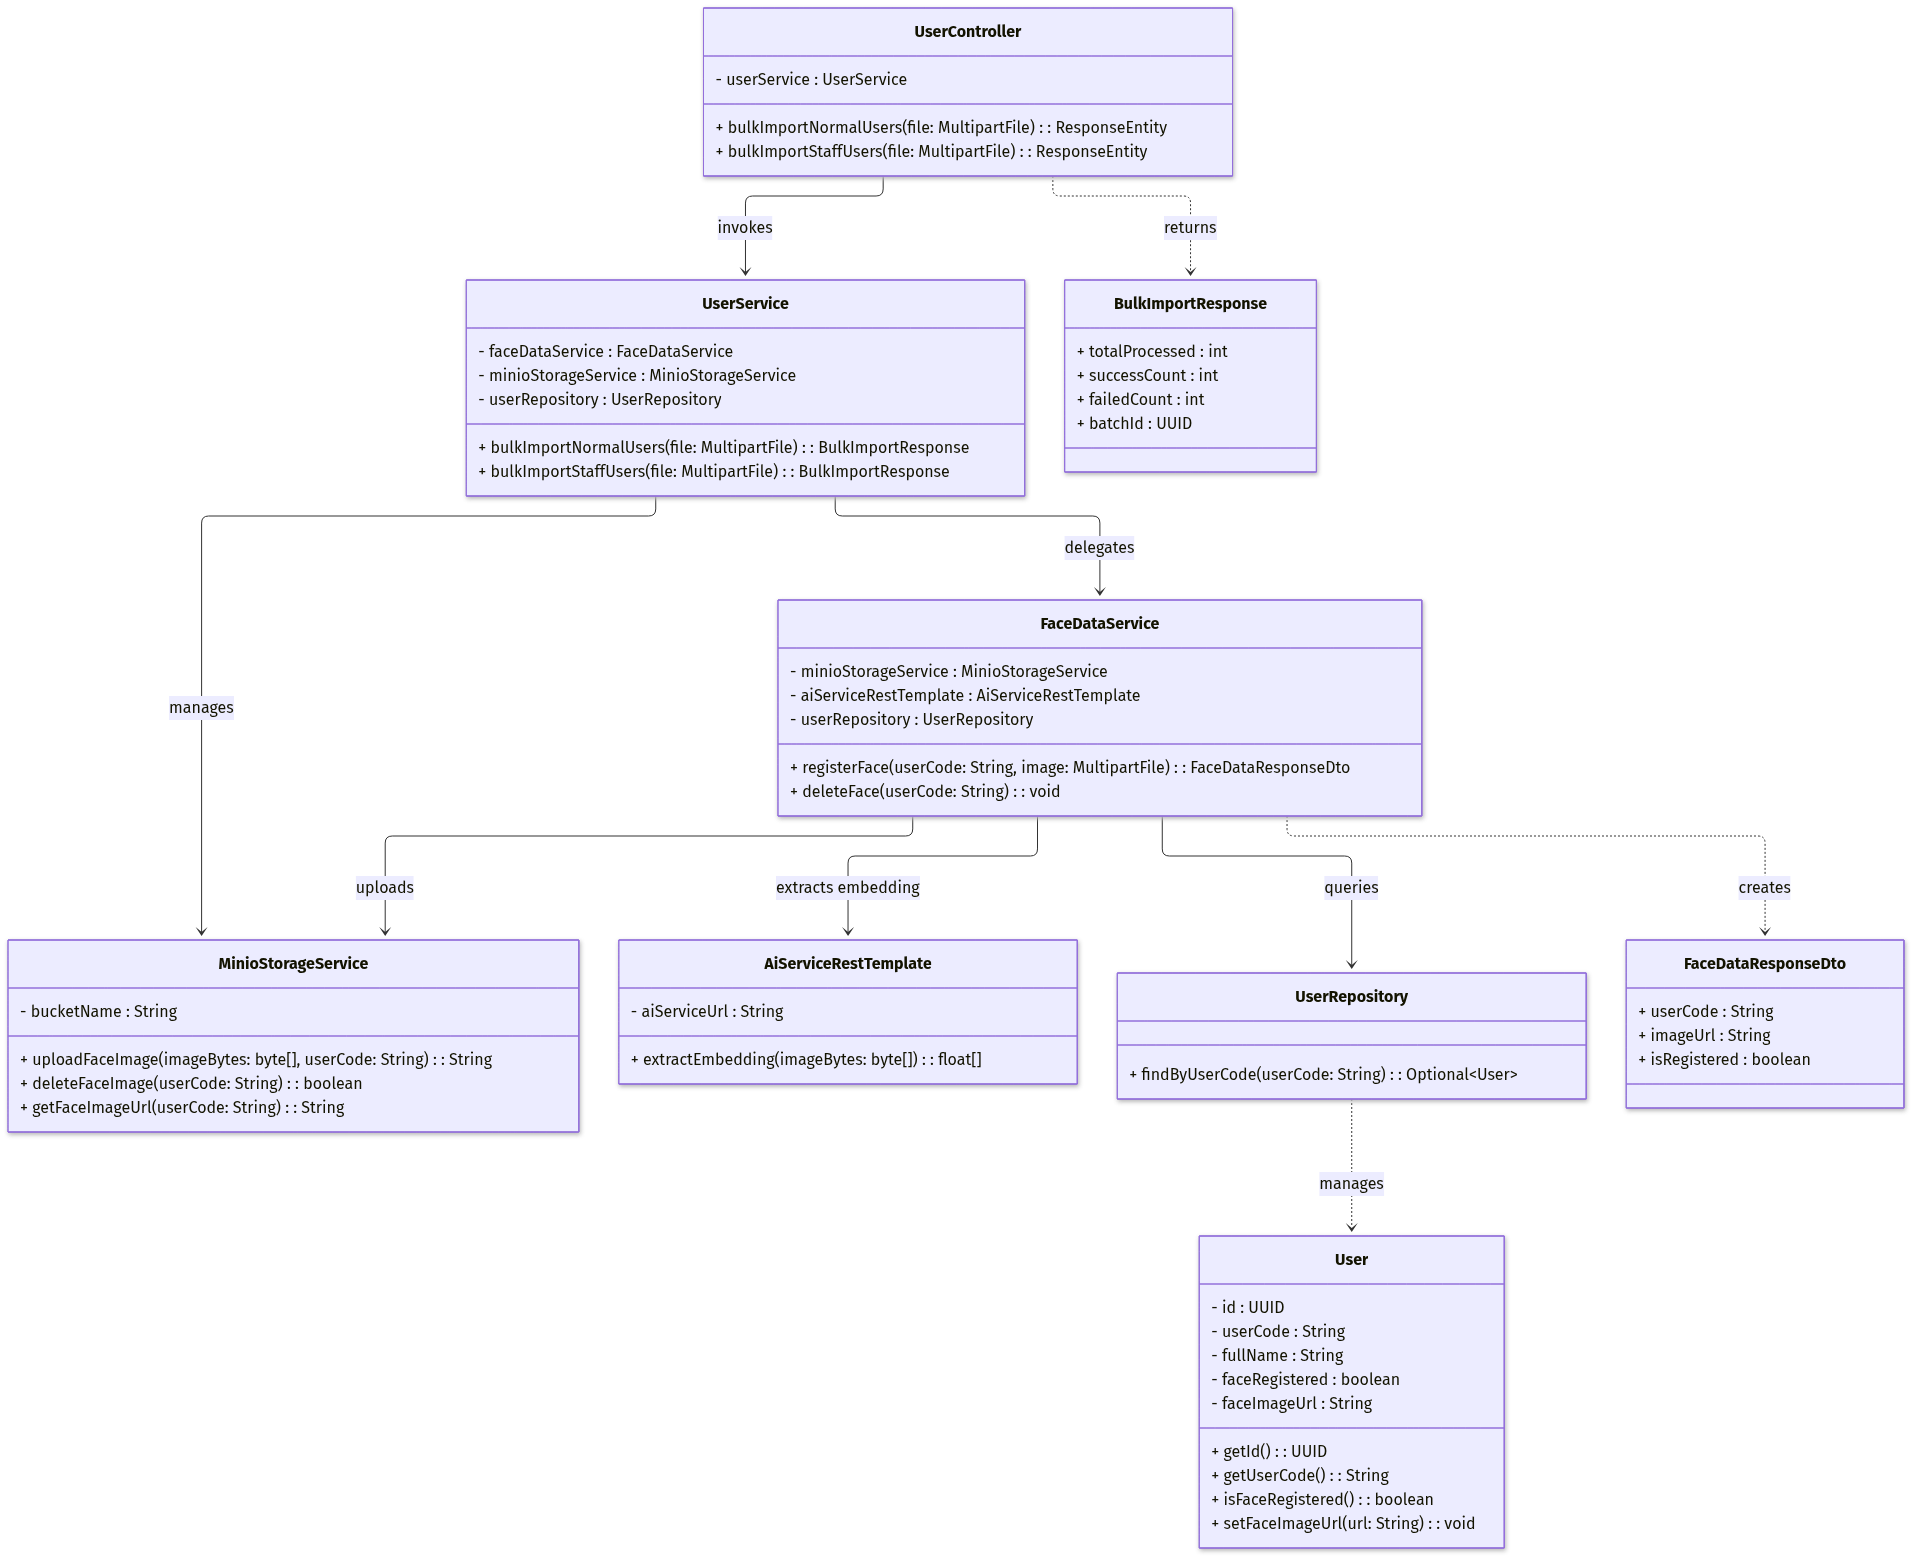 UserController
- userService : UserService
+ bulkImportNormalUsers(file: MultipartFile) : : ResponseEntity
+ bulkImportStaffUsers(file: MultipartFile) : : ResponseEntity
invokes
returns
UserService
- faceDataService : FaceDataService
- minioStorageService : MinioStorageService
- userRepository : UserRepository
+ bulkImportNormalUsers(file: MultipartFile) : : BulkImportResponse
+ bulkImportStaffUsers(file: MultipartFile) : : BulkImportResponse
BulkImportResponse
+ totalProcessed : int
+ successCount : int
+ failedCount : int
+ batchId : UUID
delegates
manages
FaceDataService
- minioStorageService : MinioStorageService
- aiServiceRestTemplate : AiServiceRestTemplate
- userRepository : UserRepository
+ registerFace(userCode: String, image: MultipartFile) : : FaceDataResponseDto
+ deleteFace(userCode: String) : : void
uploads
extracts embedding
queries
creates
MinioStorageService
- bucketName : String
+ uploadFaceImage(imageBytes: byte[], userCode: String) : : String
+ deleteFaceImage(userCode: String) : : boolean
+ getFaceImageUrl(userCode: String) : : String
AiServiceRestTemplate
- aiServiceUrl : String
+ extractEmbedding(imageBytes: byte[]) : : float[]
UserRepository
+ findByUserCode(userCode: String) : : Optional<User>
FaceDataResponseDto
+ userCode : String
+ imageUrl : String
+ isRegistered : boolean
manages
User
- id : UUID
- userCode : String
- fullName : String
- faceRegistered : boolean
- faceImageUrl : String
+ getId() : : UUID
+ getUserCode() : : String
+ isFaceRegistered() : : boolean
+ setFaceImageUrl(url: String) : : void